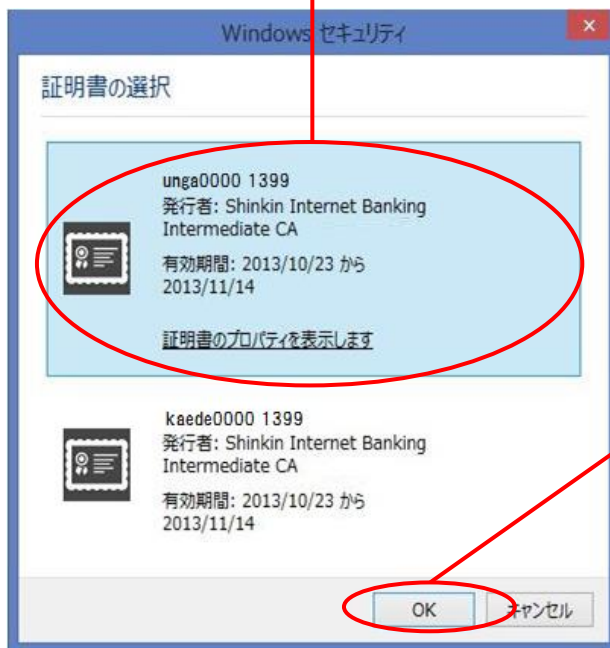 Windows セキュリティ
証明書の選択
unga0000 1399
発行者: Shinkin Internet Banking
Intermediate CA
有効期間: 2013/10/23 から
2013/11/14
証明書のプロパティを表示します
kaede0000 1399
発行者: Shinkin Internet Banking
Intermediate CA
有効期間: 2013/10/23 から
2013/11/14
OK
キャンセル